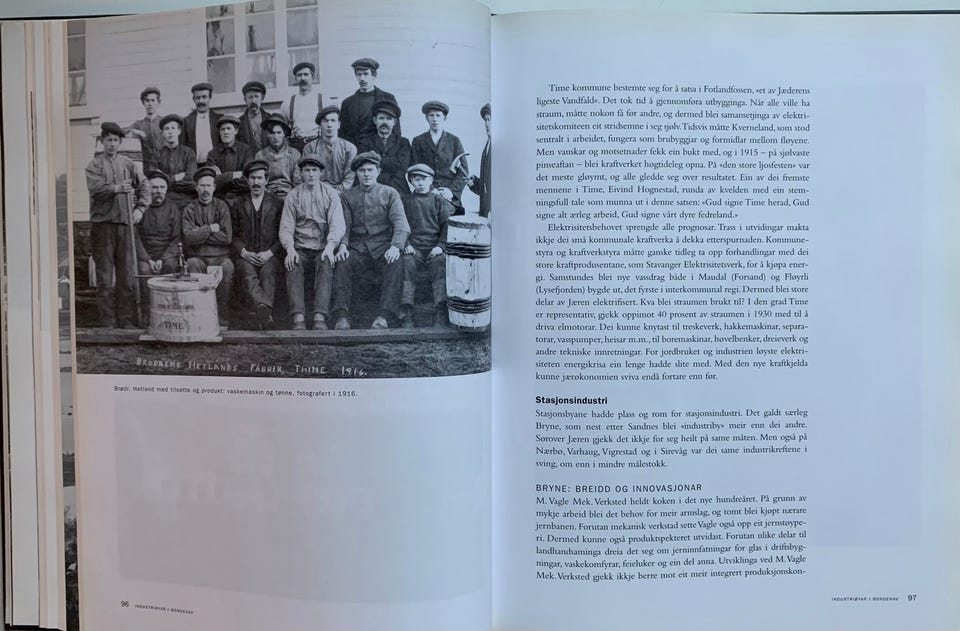 TIME
BRØDRENE HETLANDS FABRIK, THIME 1916.
Brødr. Hetland med tilsette og produkt: vaskemaskin og tønne, fotografert i 1916.
96 INDUSTRIØYAR I BONDEHAV
Time kommune bestemte seg for å satsa i Fotlandfossen, «et av Jæderens
ligeste Vandfald». Det tok tid å gjennomføra utbygginga. Når alle ville ha
straum, måtte nokon få før andre, og dermed blei samansetjinga av elektri-
sitetskomiteen eit stridsemne i seg sjølv. Tidsvis måtte Kverneland, som stod
sentralt i arbeidet, fungera som brubyggjar og formidlar mellom fløyene.
Men vanskar og motsetnader fekk ein bukt med, og i 1915 – på sjølvaste
pinseaftan – blei kraftverket høgtideleg opna. På «den store ljosfesten» var
det meste gløymt, og alle gledde seg over resultatet. Ein av dei fremste
mennene i Time, Eivind Hognestad, runda av kvelden med ein stem-
ningsfull tale som munna ut i denne satsen: «Gud signe Time herad, Gud
signe alt ærleg arbeid, Gud signe vårt dyre fedreland.»
Elektrisitetsbehovet sprengde alle prognosar. Trass i utvidingar makta
ikkje dei små kommunale kraftverka å dekka etterspurnaden. Kommune-
styra og kraftverkstyra måtte ganske tidleg ta opp forhandlingar med dei
store kraftprodusentane, som Stavanger Elektrisitetsverk, for å kjøpa ener-
gi. Samstundes blei nye vassdrag både i Maudal (Forsand) og Fløyrli
(Lysefjorden) bygde ut, det fyrste i interkommunal regi. Dermed blei store
delar av Jæren elektrifisert. Kva blei straumen brukt til? I den grad Time
er representativ, gjekk oppimot 40 prosent av straumen i 1930 med til å
driva elmotorar. Dei kunne knytast til treskeverk, hakkemaskinar, separa-
torar, vasspumper, heisar m.m., til boremaskinar, høvelbenker, dreieverk og
andre tekniske innretningar. For jordbruket og industrien løyste elektri-
siteten energikrisa ein lenge hadde slite med. Med den nye kraftkjelda
kunne jærøkonomien sviva endå fortare enn før.
Stasjonsindustri
Stasjonsbyane hadde plass og rom for stasjonsindustri. Det galdt særleg
Bryne, som nest etter Sandnes blei «industriby» meir enn dei andre.
Sørover Jæren gjekk det ikkje for seg heilt på same måten. Men også på
Nærbø, Varhaug, Vigrestad og i Sirevåg var dei same industrikreftene i
sving, om enn i mindre målestokk.
BRYNE: BREIDD OG INNOVASJONAR
M. Vagle Mek. Verksted heldt koken i det nye hundreåret. På grunn av
mykje arbeid blei det behov for meir armslag, og tomt blei kjøpt nærare
jernbanen. Forutan mekanisk verkstad sette Vagle også opp eit jernstøype-
ri. Dermed kunne også produktspekteret utvidast. Forutan ulike delar til
landhandsaminga dreia det seg om jerninnfatningar for glas i driftsbyg-
ningar, vaskekomfyrar, feieluker og ein del anna. Utviklinga ved M. Vagle
Mek. Verksted gjekk ikkje berre mot eit meir integrert produksjonskon-
INDUSTRIØYAR I BONDEHAV 97